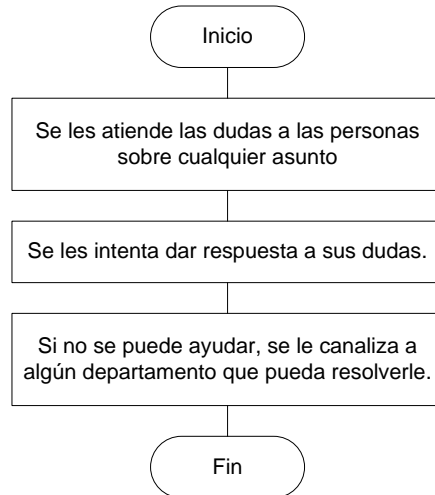 Inicio
Se les atiende las dudas a las personas
sobre cualquier asunto
Se les intenta dar respuesta a sus dudas.
Si no se puede ayudar, se le canaliza a
algún departamento que pueda resolverle.
Fin